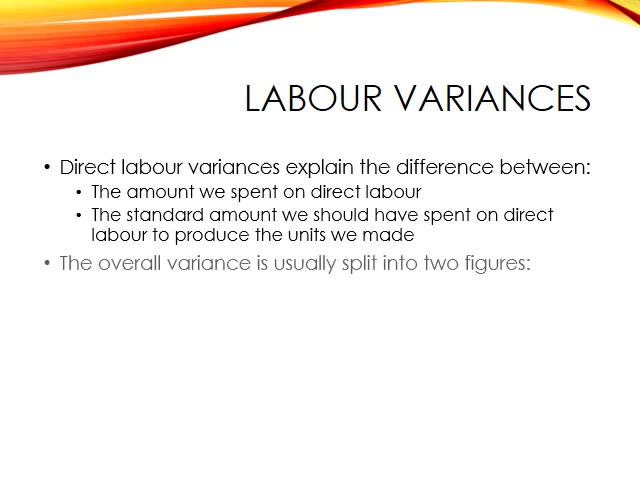 LABOUR VARIANCES
• Direct labour variances explain the difference between:
• The amount we spent on direct labour
• The standard amount we should have spent on direct
labour to produce the units we made
• The overall variance is usually split into two figures: